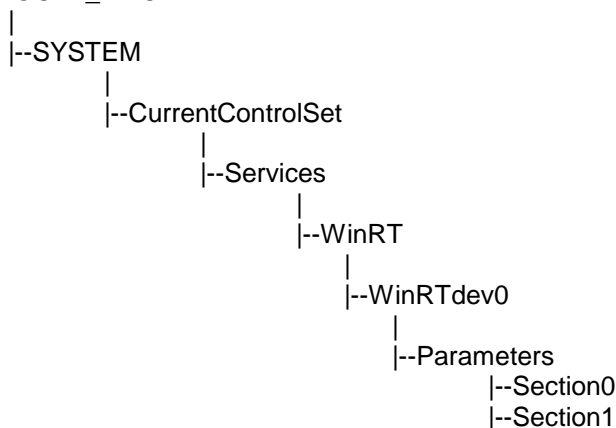 |
|--SYSTEM
|
|--CurrentControlSet
|
|--Services
|
|--WinRT
|
|--WinRTdev0
|
|--Parameters
|--Section0
|--Section1